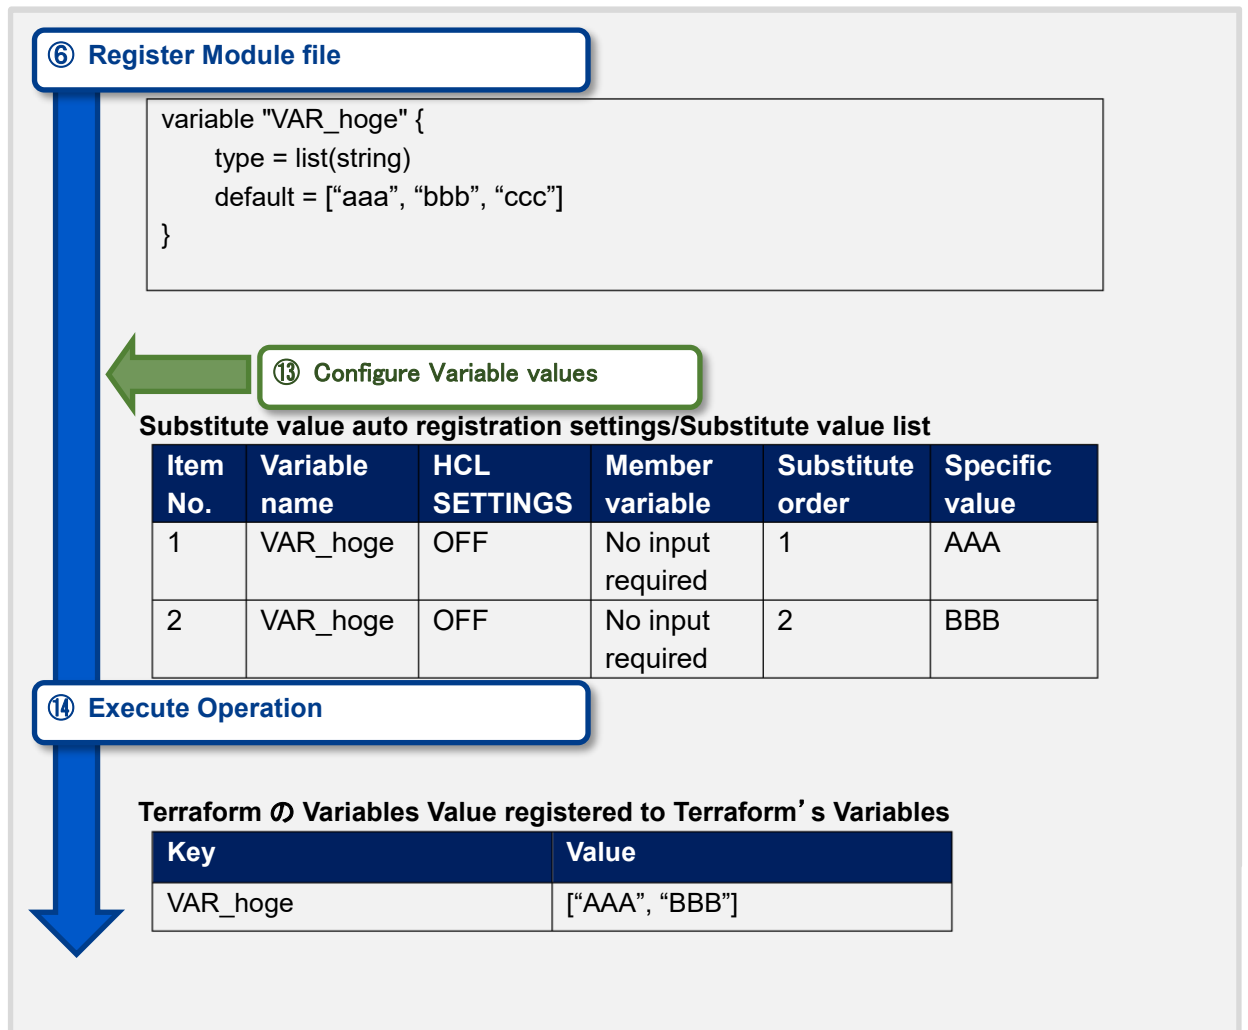 ⑥ Register Module file
variable "VAR_hoge" {
type = list(string)
default = [“aaa”, “bbb”, “ccc”]
}
⑬ Configure Variable values
Substitute value auto registration settings/Substitute value list
Item No. Variable name HCL SETTINGS Member variable Substitute order Specific value
1 VAR_hoge OFF No input required 1 AAA
2 VAR_hoge OFF No input required 2 BBB
⑭ Execute Operation
Terraform の Variables Value registered to Terraform’s Variables
Key Value
VAR_hoge [“AAA”, “BBB”]